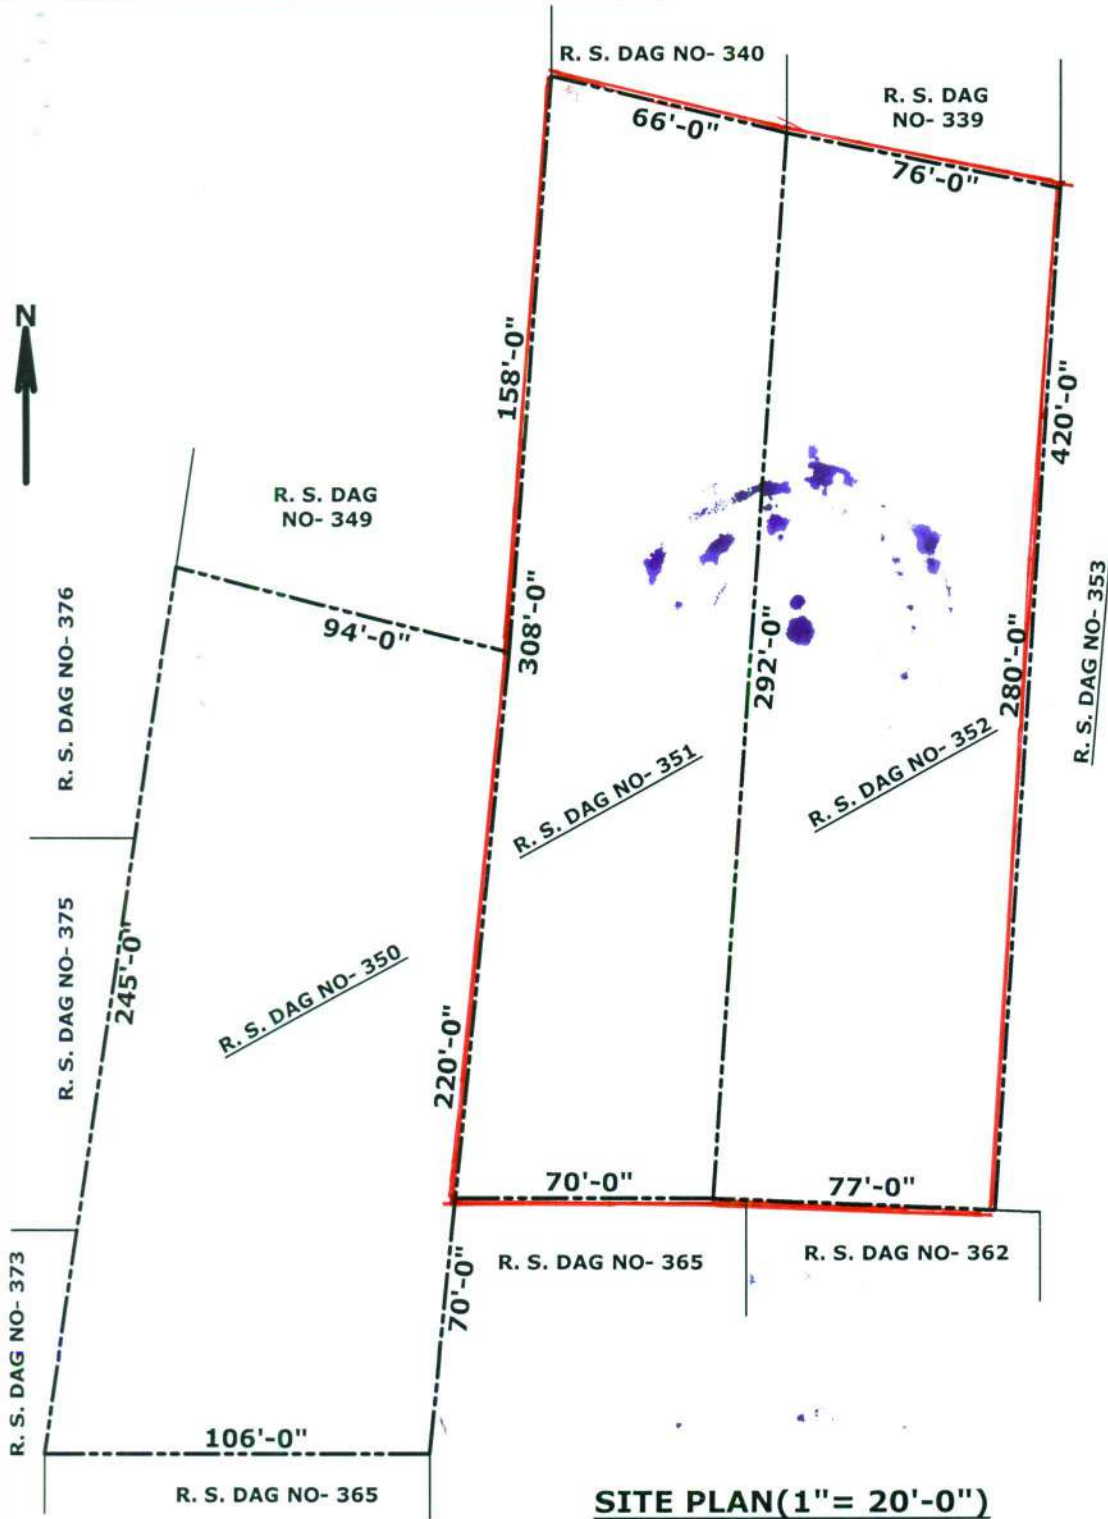 R. S. DAG NO- 340
R. S. DAG
NO- 339
66'-0"
76'-0"
N
158'-0"
420'-0"
R. S. DAG
NO- 349
94'-0"
308'-0"
292'-0"
280'-0"
R. S. DAG NO- 353
R. S. DAG NO- 376
R. S. DAG NO- 351
R. S. DAG NO- 352
R. S. DAG NO- 375
245'-0"
R. S. DAG NO- 350
220'-0"
70'-0"
77'-0"
R. S. DAG NO- 365
R. S. DAG NO- 362
R. S. DAG NO- 373
70'-0"
106'-0"
R. S. DAG NO- 365
SITE PLAN(1"= 20'-0")